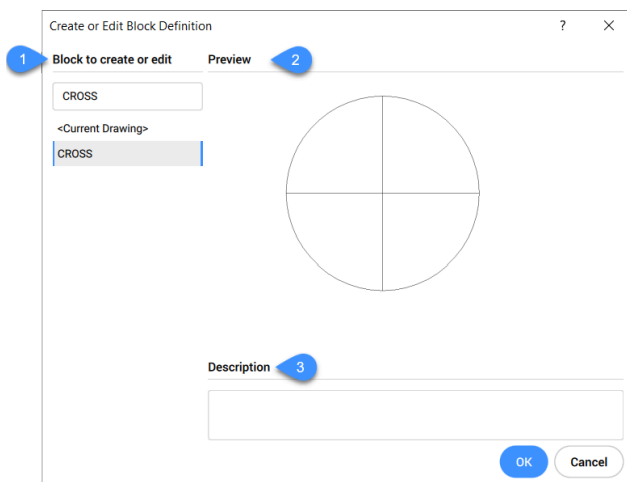 Create or Edit Block Definition ?
1 Block to create or edit Preview 2
CROSS
<Current Drawing>
CROSS
Description 3
OK Cancel